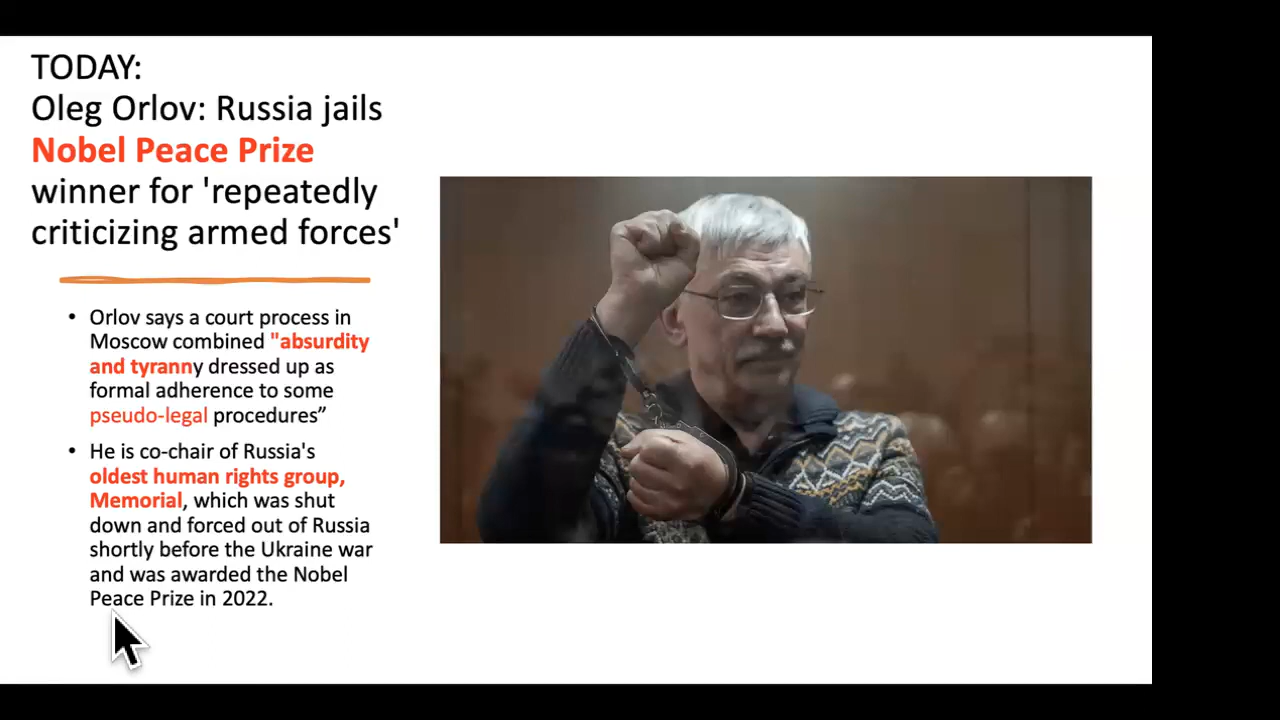 TODAY:
Oleg Orlov: Russia jails
Nobel Peace Prize
winner for 'repeatedly
criticizing armed forces'
• Orlov says a court process in
Moscow combined "absurdity
and tyranny dressed up as
formal adherence to some
pseudo-legal procedures”
• He is co-chair of Russia's
oldest human rights group,
Memorial, which was shut
down and forced out of Russia
shortly before the Ukraine war
and was awarded the Nobel
Peace Prize in 2022.